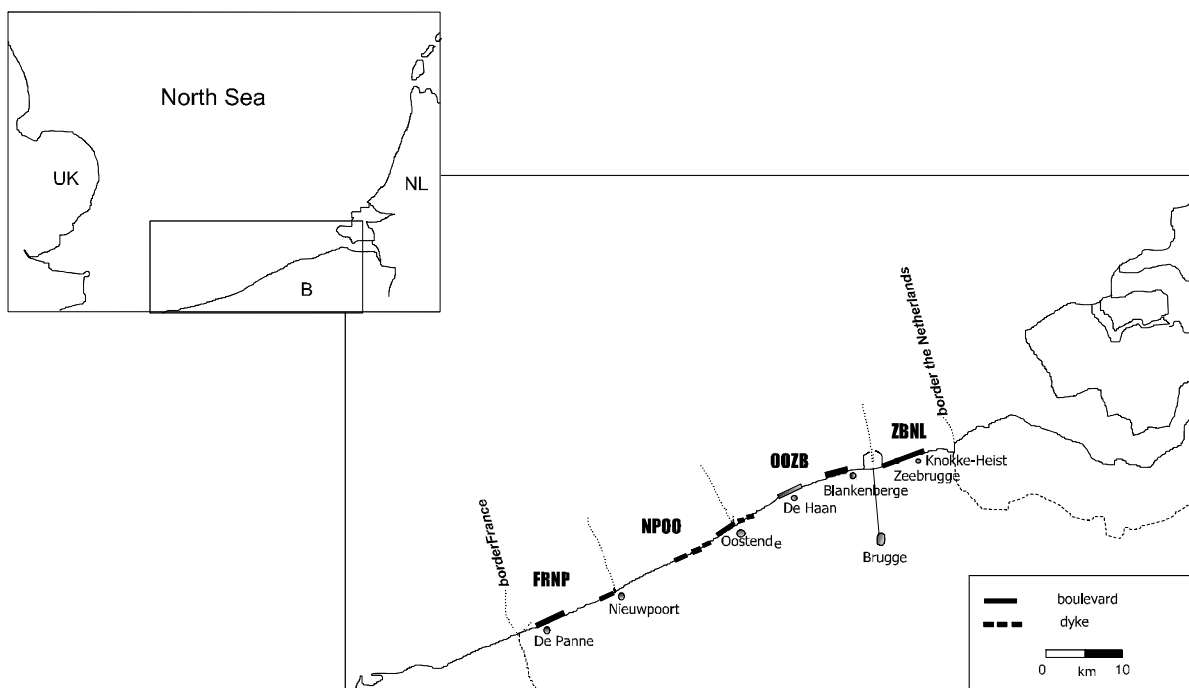 North Sea
UK
NL
B
border the Netherlands
ZBNL
Knokke-Heist
OOZB
Zeebrugge
Blankenberge
De Haan
NPOO
Oostende
Brugge
borderFrance
FRNP
Nieuwpoort
De Panne
boulevard
dyke
0 km 10